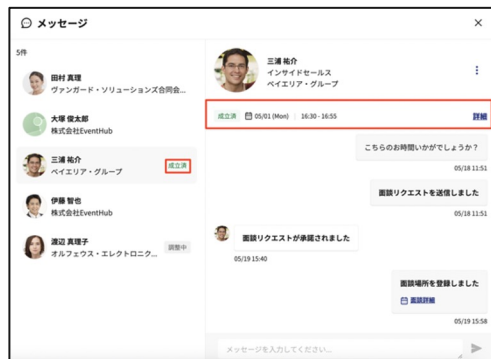 メッセージ
5件
田村 真理
ヴァンガード・ソリューションズ合同会...
大塚 俊太郎
株式会社EventHub
三浦 祐介
ベイエリア・グループ
成立済
伊藤 智也
株式会社EventHub
渡辺 真理子
オルフェウス・エレクトロニク...
調整中
三浦 祐介
インサイドセールス
ベイエリア・グループ
成立済 05/01 (Mon) 16:30 - 16:55 詳細
こちらのお時間いかがでしょうか？
05/18 11:51
面談リクエストを送信しました
05/18 11:51
面談リクエストが承諾されました
05/19 15:40
面談場所を登録しました
面談詳細
05/19 15:58
メッセージを入力してください...